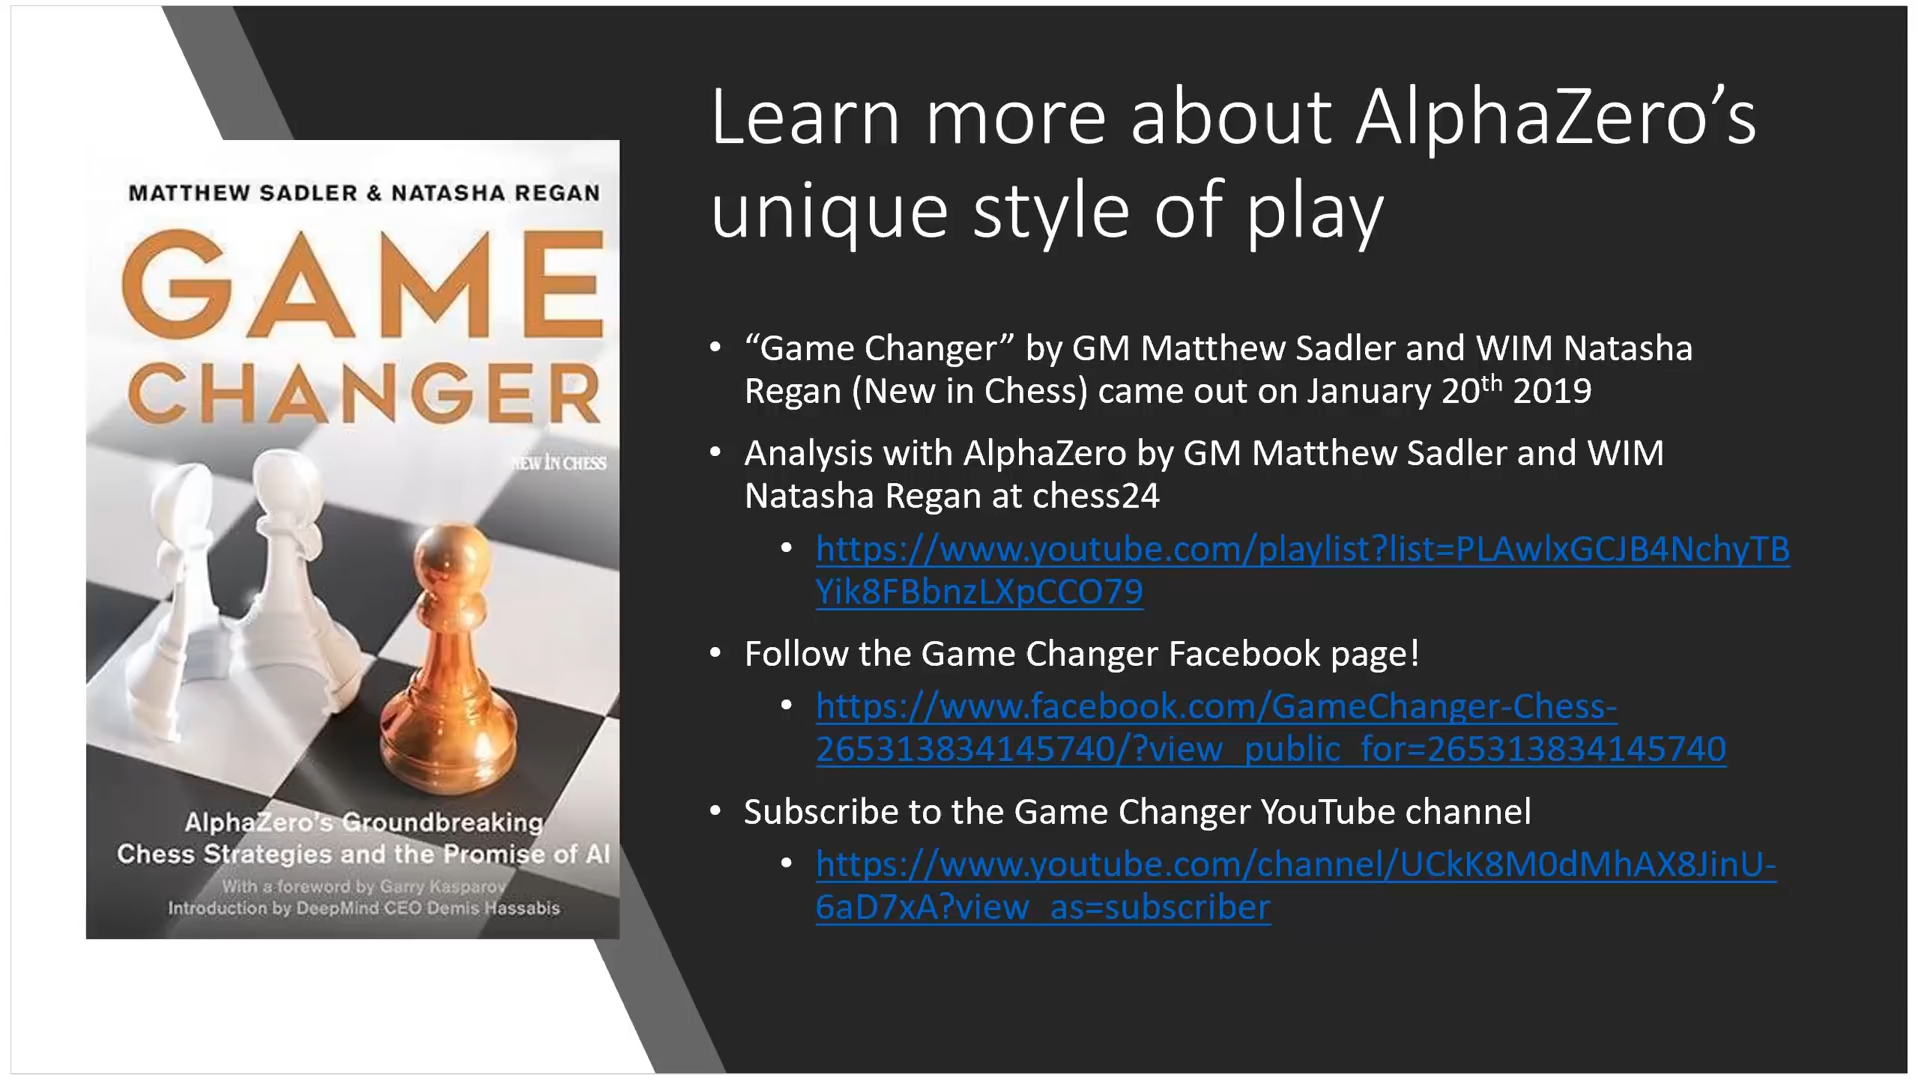 MATTHEW SADLER & NATASHA REGAN
GAME
CHANGER
NEW IN CHESS
AlphaZero's Groundbreaking
Chess Strategies and the Promise of AI
With a foreword by Garry Kasparov
Introduction by DeepMind CEO Demis Hassabis
Learn more about AlphaZero’s
unique style of play
• “Game Changer” by GM Matthew Sadler and WIM Natasha
Regan (New in Chess) came out on January 20th 2019
• Analysis with AlphaZero by GM Matthew Sadler and WIM
Natasha Regan at chess24
• https://www.youtube.com/playlist?list=PLAwlxGCJB4NchyTB
Yik8FBbnzLXpCCO79
• Follow the Game Changer Facebook page!
• https://www.facebook.com/GameChanger-Chess-
265313834145740/?view_public_for=265313834145740
• Subscribe to the Game Changer YouTube channel
• https://www.youtube.com/channel/UCkK8M0dMhAX8JinU-
6aD7xA?view_as=subscriber